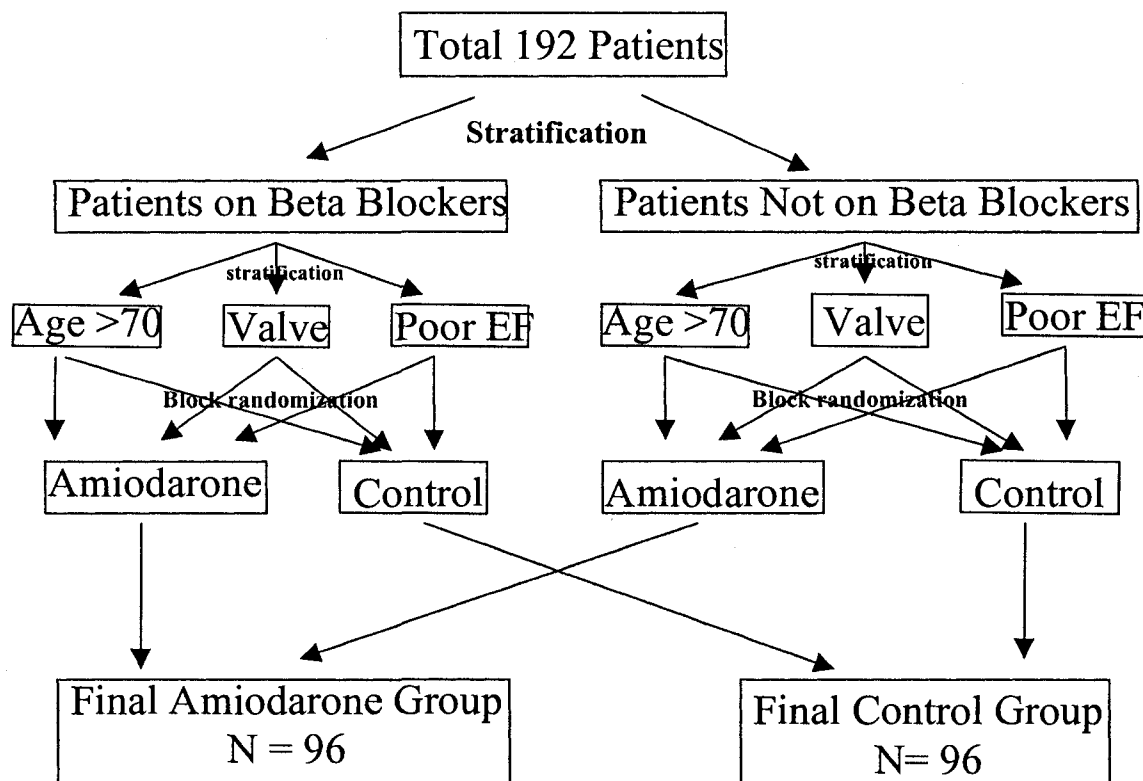 Total 192 Patients
Stratification
Patients on Beta Blockers
Patients Not on Beta Blockers
stratification
stratification
Age >70
Valve
Poor EF
Age >70
Valve
Poor EF
Block randomization
Block randomization
Amiodarone
Control
Amiodarone
Control
Final Amiodarone Group
N = 96
Final Control Group
N= 96